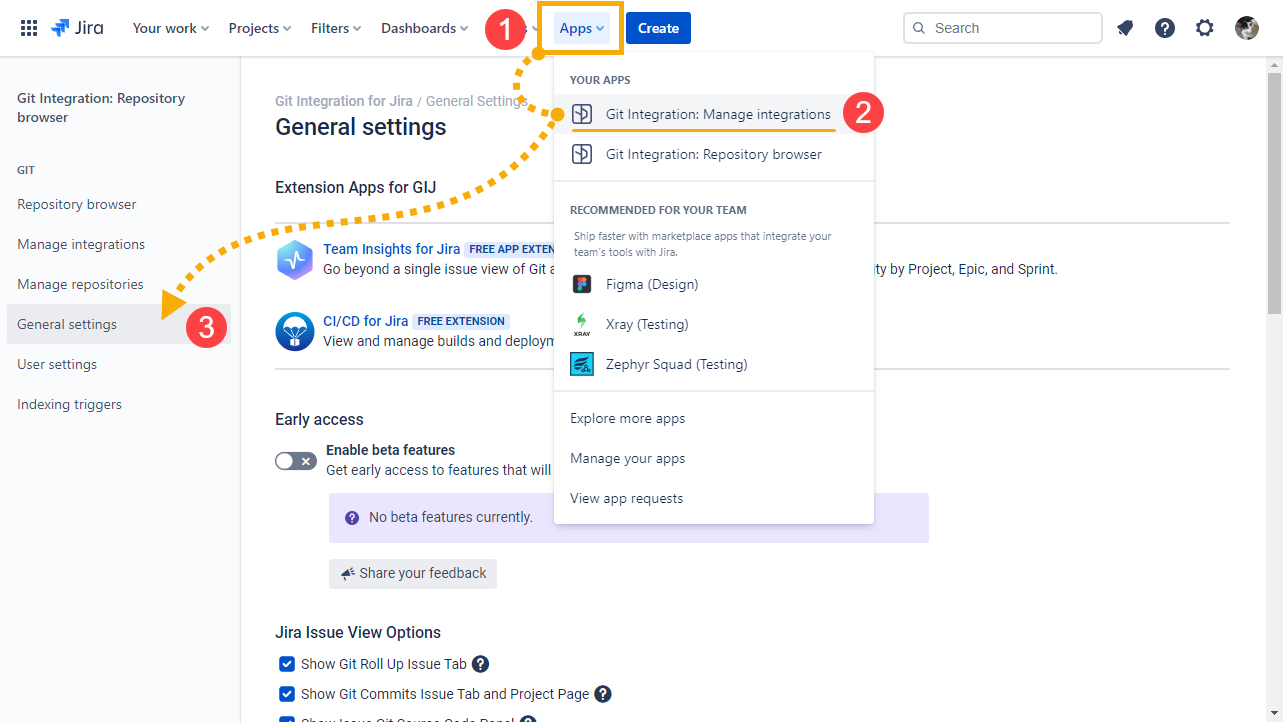 Jira
Your work
Projects
Filters
Dashboards
1
Apps
Create
Search
Git Integration: Repository
browser
GIT
Repository browser
Manage integrations
Manage repositories
General settings
3
User settings
Indexing triggers
Git Integration for Jira / General Settings
General settings
Extension Apps for GIJ
Team Insights for Jira FREE APP EXTEN
Go beyond a single issue view of Git a
ty by Project, Epic, and Sprint.
CI/CD for Jira FREE EXTENSION
View and manage builds and deploym
Early access
Enable beta features
Get early access to features that will
No beta features currently.
Share your feedback
Jira Issue View Options
Show Git Roll Up Issue Tab ?
Show Git Commits Issue Tab and Project Page ?
YOUR APPS
Git Integration: Manage integrations
2
Git Integration: Repository browser
RECOMMENDED FOR YOUR TEAM
Ship faster with marketplace apps that integrate your
team's tools with Jira.
Figma (Design)
XRAY
Xray (Testing)
Zephyr Squad (Testing)
Explore more apps
Manage your apps
View app requests